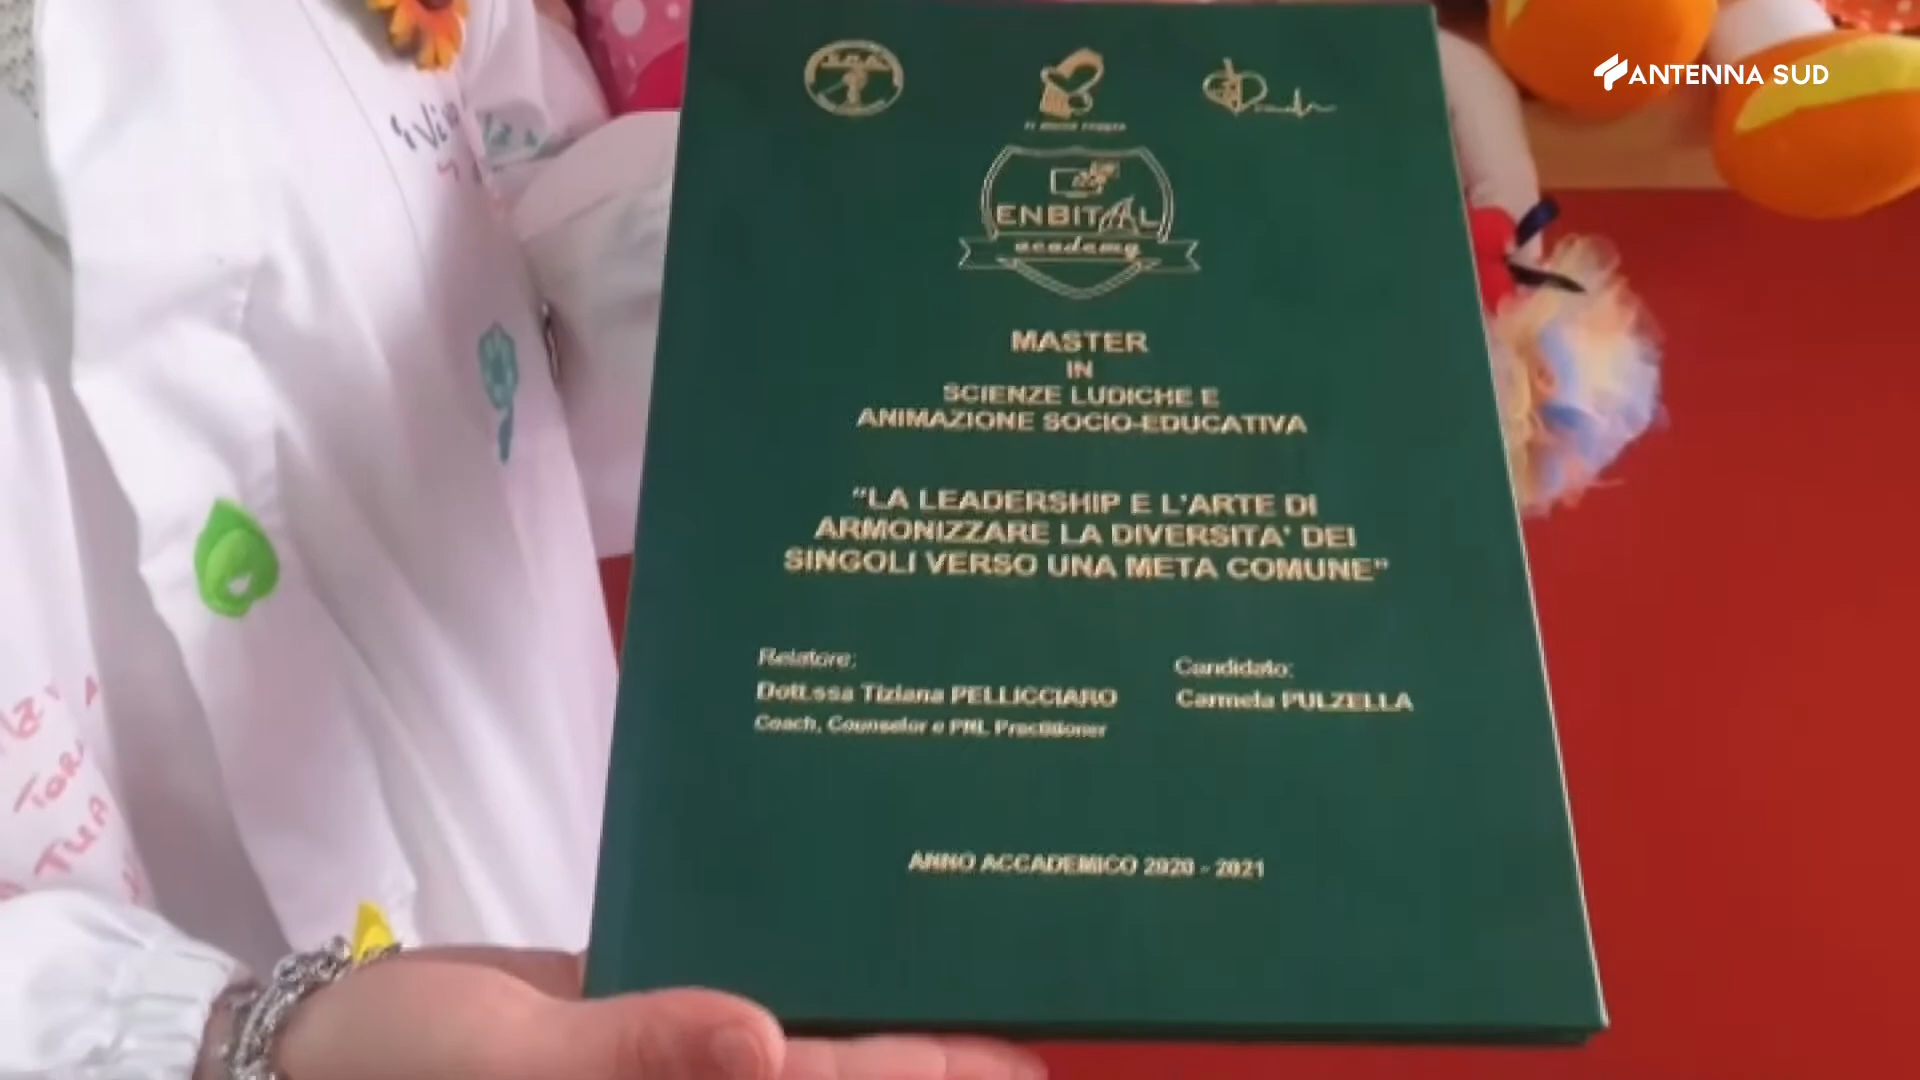 ANTENNA SUD
ENBITAL
academy
MASTER
IN
SCIENZE LUDICHE E
ANIMAZIONE SOCIO-EDUCATIVA
“LA LEADERSHIP E L’ARTE DI
ARMONIZZARE LA DIVERSITA’ DEI
SINGOLI VERSO UNA META COMUNE”
Relatore:
Dott.ssa Tiziana PELLICCIARO
Coach, Counselor e PNL Practitioner
Candidato:
Carmela PULZELLA
ANNO ACCADEMICO 2020 - 2021
TUA